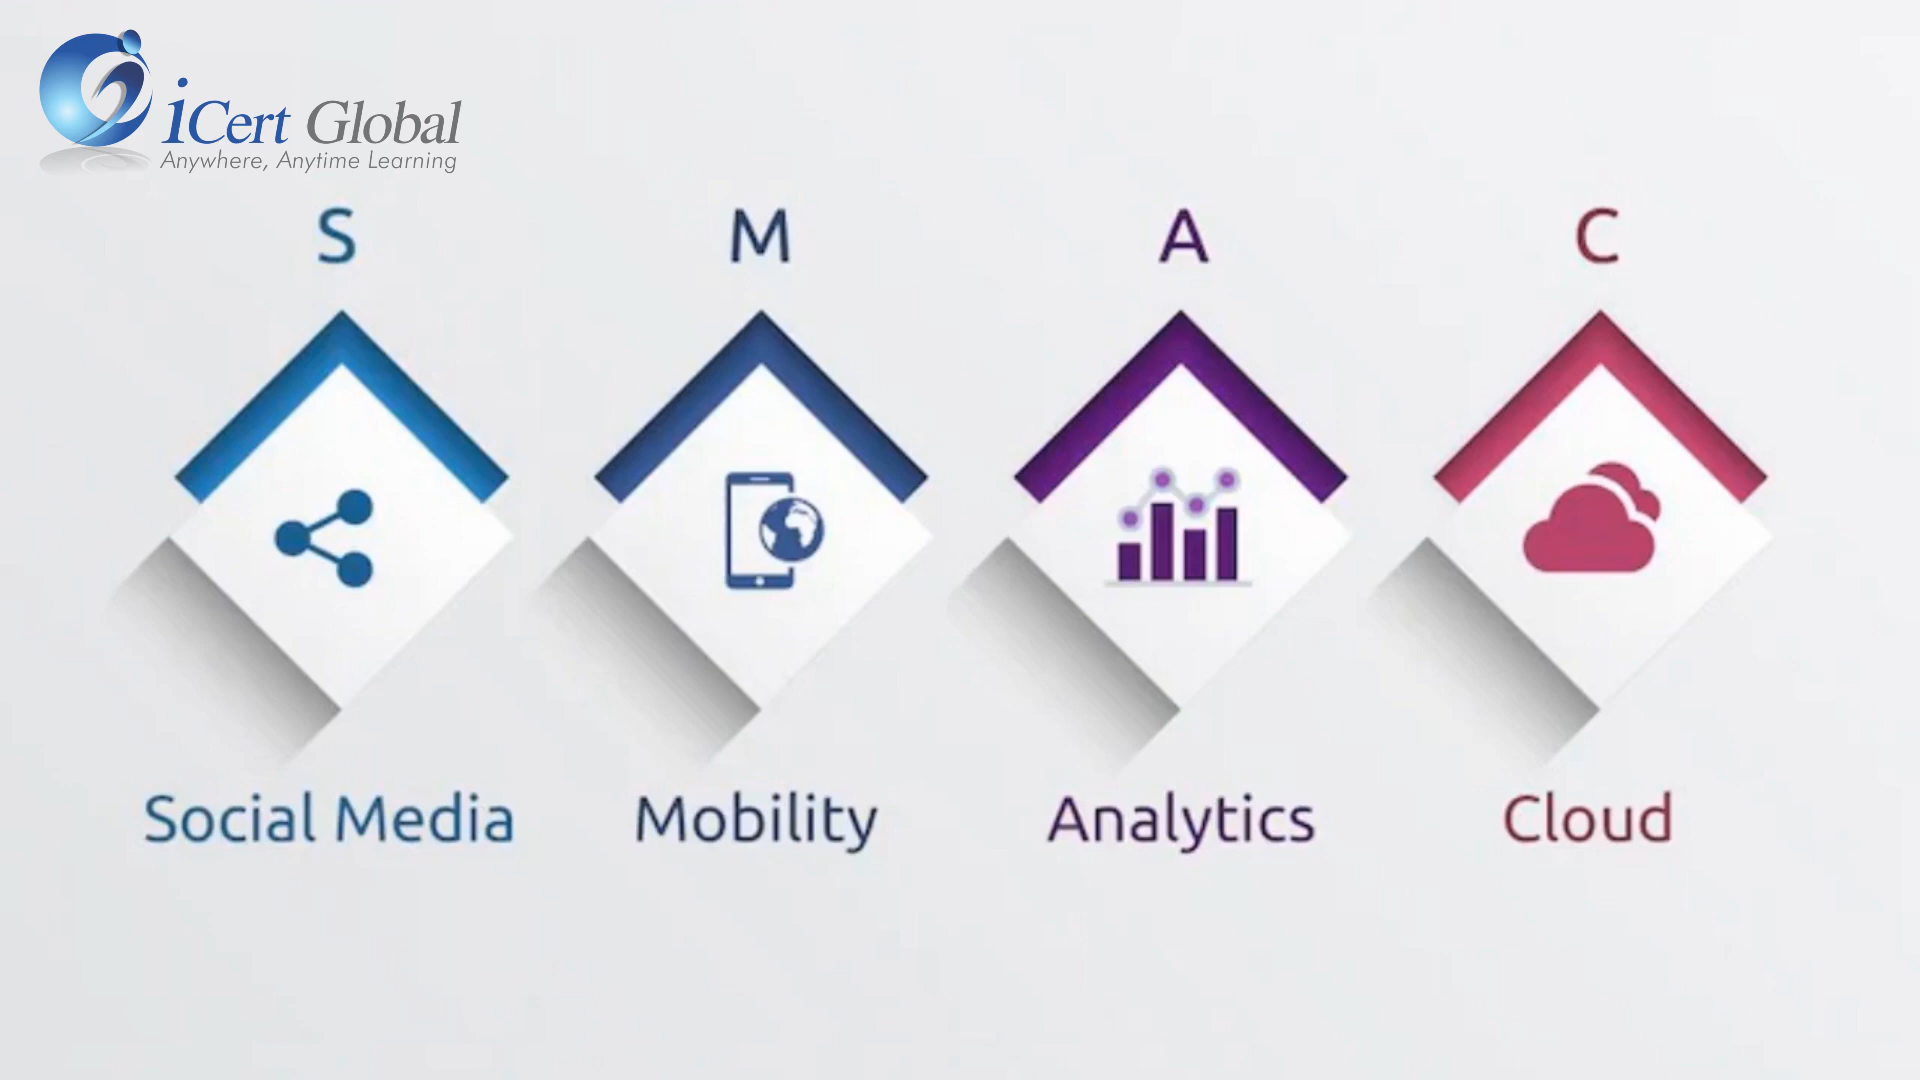 iCert Global
Anywhere, Anytime Learning
S M A C
Social Media Mobility Analytics Cloud